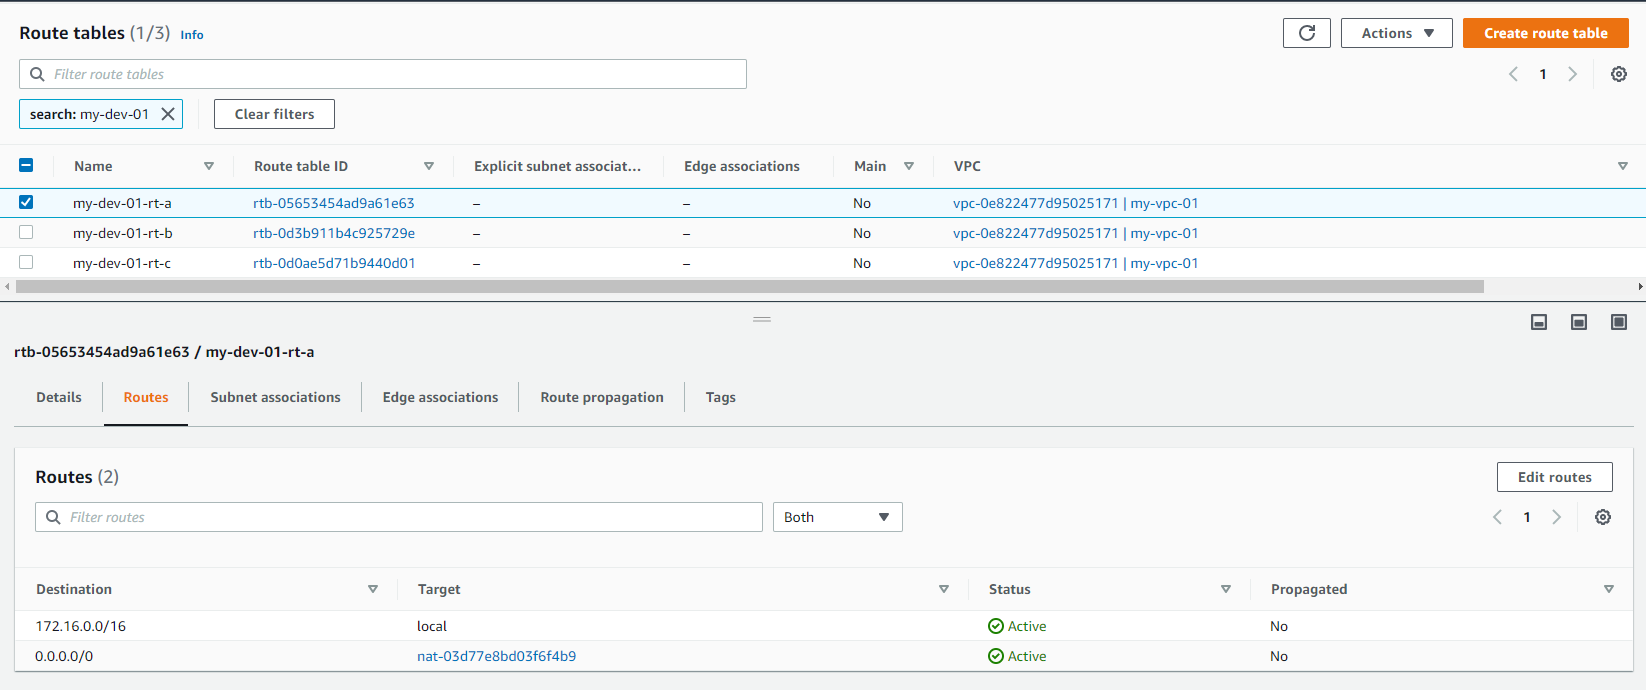 Route tables (1/3) Info
Actions
Create route table
Filter route tables
1
search: my-dev-01
Clear filters
Name Route table ID Explicit subnet associat... Edge associations Main VPC
my-dev-01-rt-a rtb-05653454ad9a61e63 – – No vpc-0e822477d95025171 | my-vpc-01
my-dev-01-rt-b rtb-0d3b911b4c925729e – – No vpc-0e822477d95025171 | my-vpc-01
my-dev-01-rt-c rtb-0d0ae5d71b9440d01 – – No vpc-0e822477d95025171 | my-vpc-01
rtb-05653454ad9a61e63 / my-dev-01-rt-a
Details Routes Subnet associations Edge associations Route propagation Tags
Routes (2)
Edit routes
Filter routes
Both
1
Destination Target Status Propagated
172.16.0.0/16 local Active No
0.0.0.0/0 nat-03d77e8bd03f6f4b9 Active No